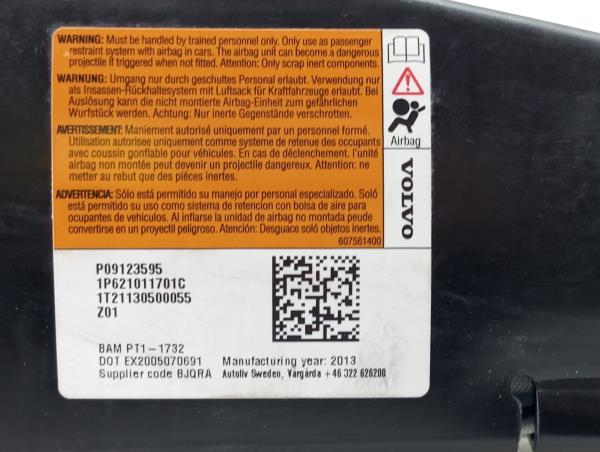 WARNING: Must be handled by trained personnel only. Only use as passenger
restraint system with airbag in cars. The airbag unit can become a dangerous
projectile if triggered when not fitted. Attention: Only scrap inert components.
WARNUNG: Umgang nur durch geschultes Personal erlaubt. Verwendung nur
als Insassen-Rückhaltesystem mit Luftsack für Kraftfahrzeuge erlaubt. Bei
Auslösung kann die nicht montierte Airbag-Einheit zum gefährlichen
Wurfstück werden. Achtung: Nur inerte Gegenstände verschrotten.
AVERTISSEMENT: Maniement autorisé uniquement par un personnel formé.
Utilisation autorisee uniquement comme système de retenue des occupants
avec coussin gonflable pour véhicules. En cas de déclenchement. l'unité
airbag non montée peut devenir un projectile dangereux. Attention: ne
metter au rebut que des piéces inertes.
ADVERTENCIA: Sólo está permitido su manejo por personal especializado. Soló
está permitido su uso como sistema de retencion con bolsa de aire para
ocupantes de vehiculos. Al inflarse la unidad de airbag no montada peude
convertirse en un proyectil peligroso. Atención: Desguace soló objetos inertes.
607561400
Airbag
VOLVO
P09123595
1P621011701C
1T21130500055
Z01
BAM PT1-1732
DOT EX2005070691 Manufacturing year: 2013
Supplier code BJQRA Autoliv Sweden, Vårgårda +46 322 626200